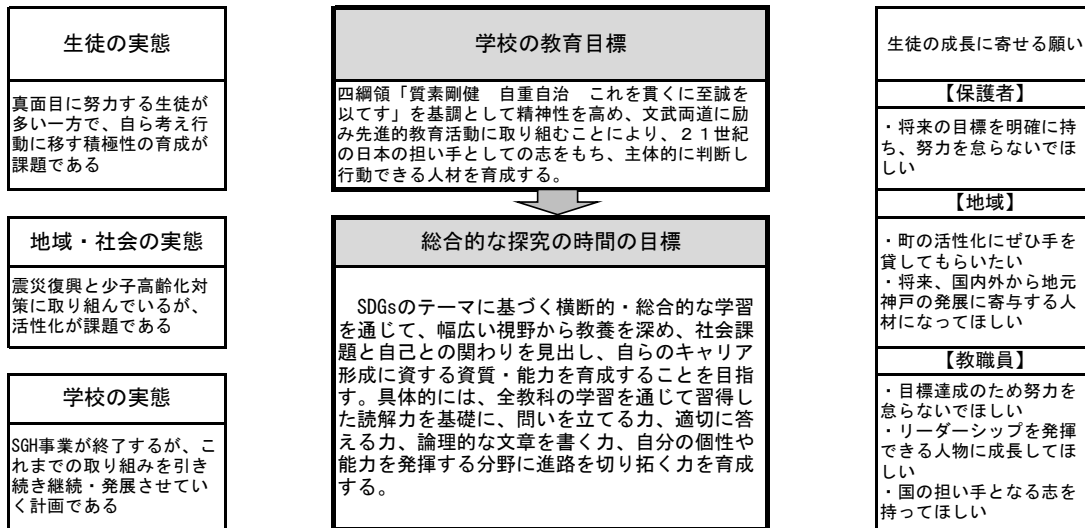 生徒の実態
真面目に努力する生徒が
多い一方で、自ら考え行
動に移す積極性の育成が
課題である
地域・社会の実態
震災復興と少子高齢化対
策に取り組んでいるが、
活性化が課題である
学校の実態
SGH事業が終了するが、こ
れまでの取り組みを引き
続き継続・発展させてい
く計画である
学校の教育目標
四綱領「質素剛健　自重自治　これを貫くに至誠を
以てす」を基調として精神性を高め、文武両道に励
み先進的教育活動に取り組むことにより、２１世紀
の日本の担い手としての志をもち、主体的に判断し
行動できる人材を育成する。
総合的な探究の時間の目標
SDGsのテーマに基づく横断的・総合的な学習
を通じて、幅広い視野から教養を深め、社会課
題と自己との関わりを見出し、自らのキャリア
形成に資する資質・能力を育成することを目指
す。具体的には、全教科の学習を通じて習得し
た読解力を基礎に、問いを立てる力、適切に答
える力、論理的な文章を書く力、自分の個性や
能力を発揮する分野に進路を切り拓く力を育成
する。
生徒の成長に寄せる願い
【保護者】
・将来の目標を明確に持
ち、努力を怠らないでほ
しい
【地域】
・町の活性化にぜひ手を
貸してもらいたい
・将来、国内外から地元
神戸の発展に寄与する人
材になってほしい
【教職員】
・目標達成のため努力を
怠らないでほしい
・リーダーシップを発揮
できる人物に成長してほ
しい
・国の担い手となる志を
持ってほしい